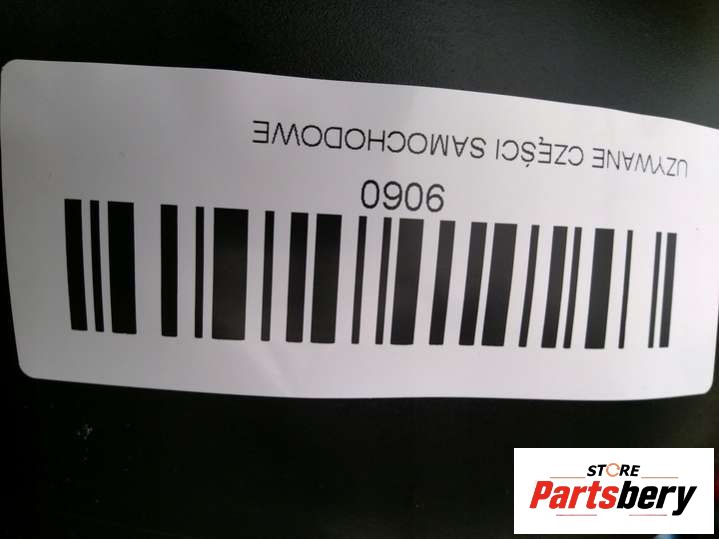 UZYWANE CZĘŚCI SAMOCHODOWE
9060
STORE
Partsbery